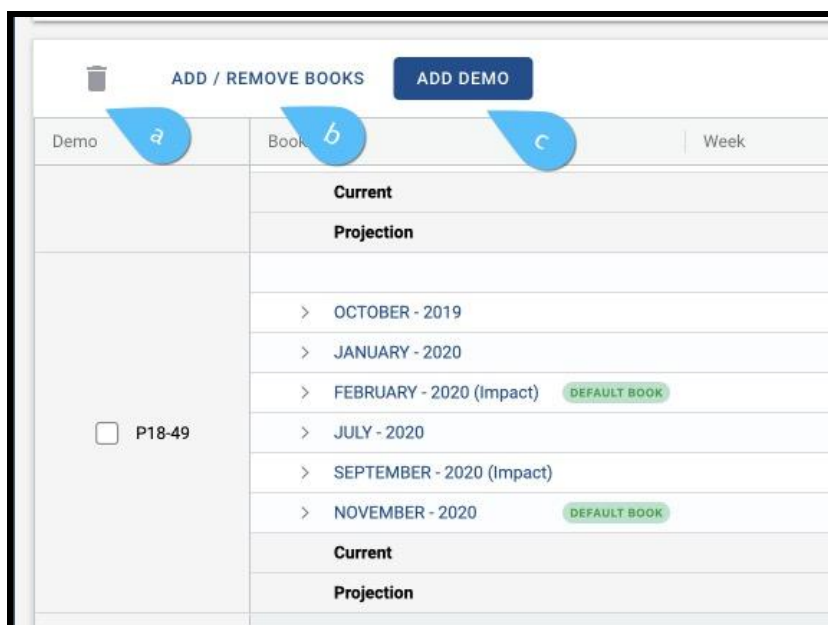 ADD / REMOVE BOOKS ADD DEMO
a b c
Demo Book Week
Current
Projection
OCTOBER - 2019
JANUARY - 2020
FEBRUARY - 2020 (Impact) DEFAULT BOOK
P18-49 JULY - 2020
SEPTEMBER - 2020 (Impact)
NOVEMBER - 2020 DEFAULT BOOK
Current
Projection